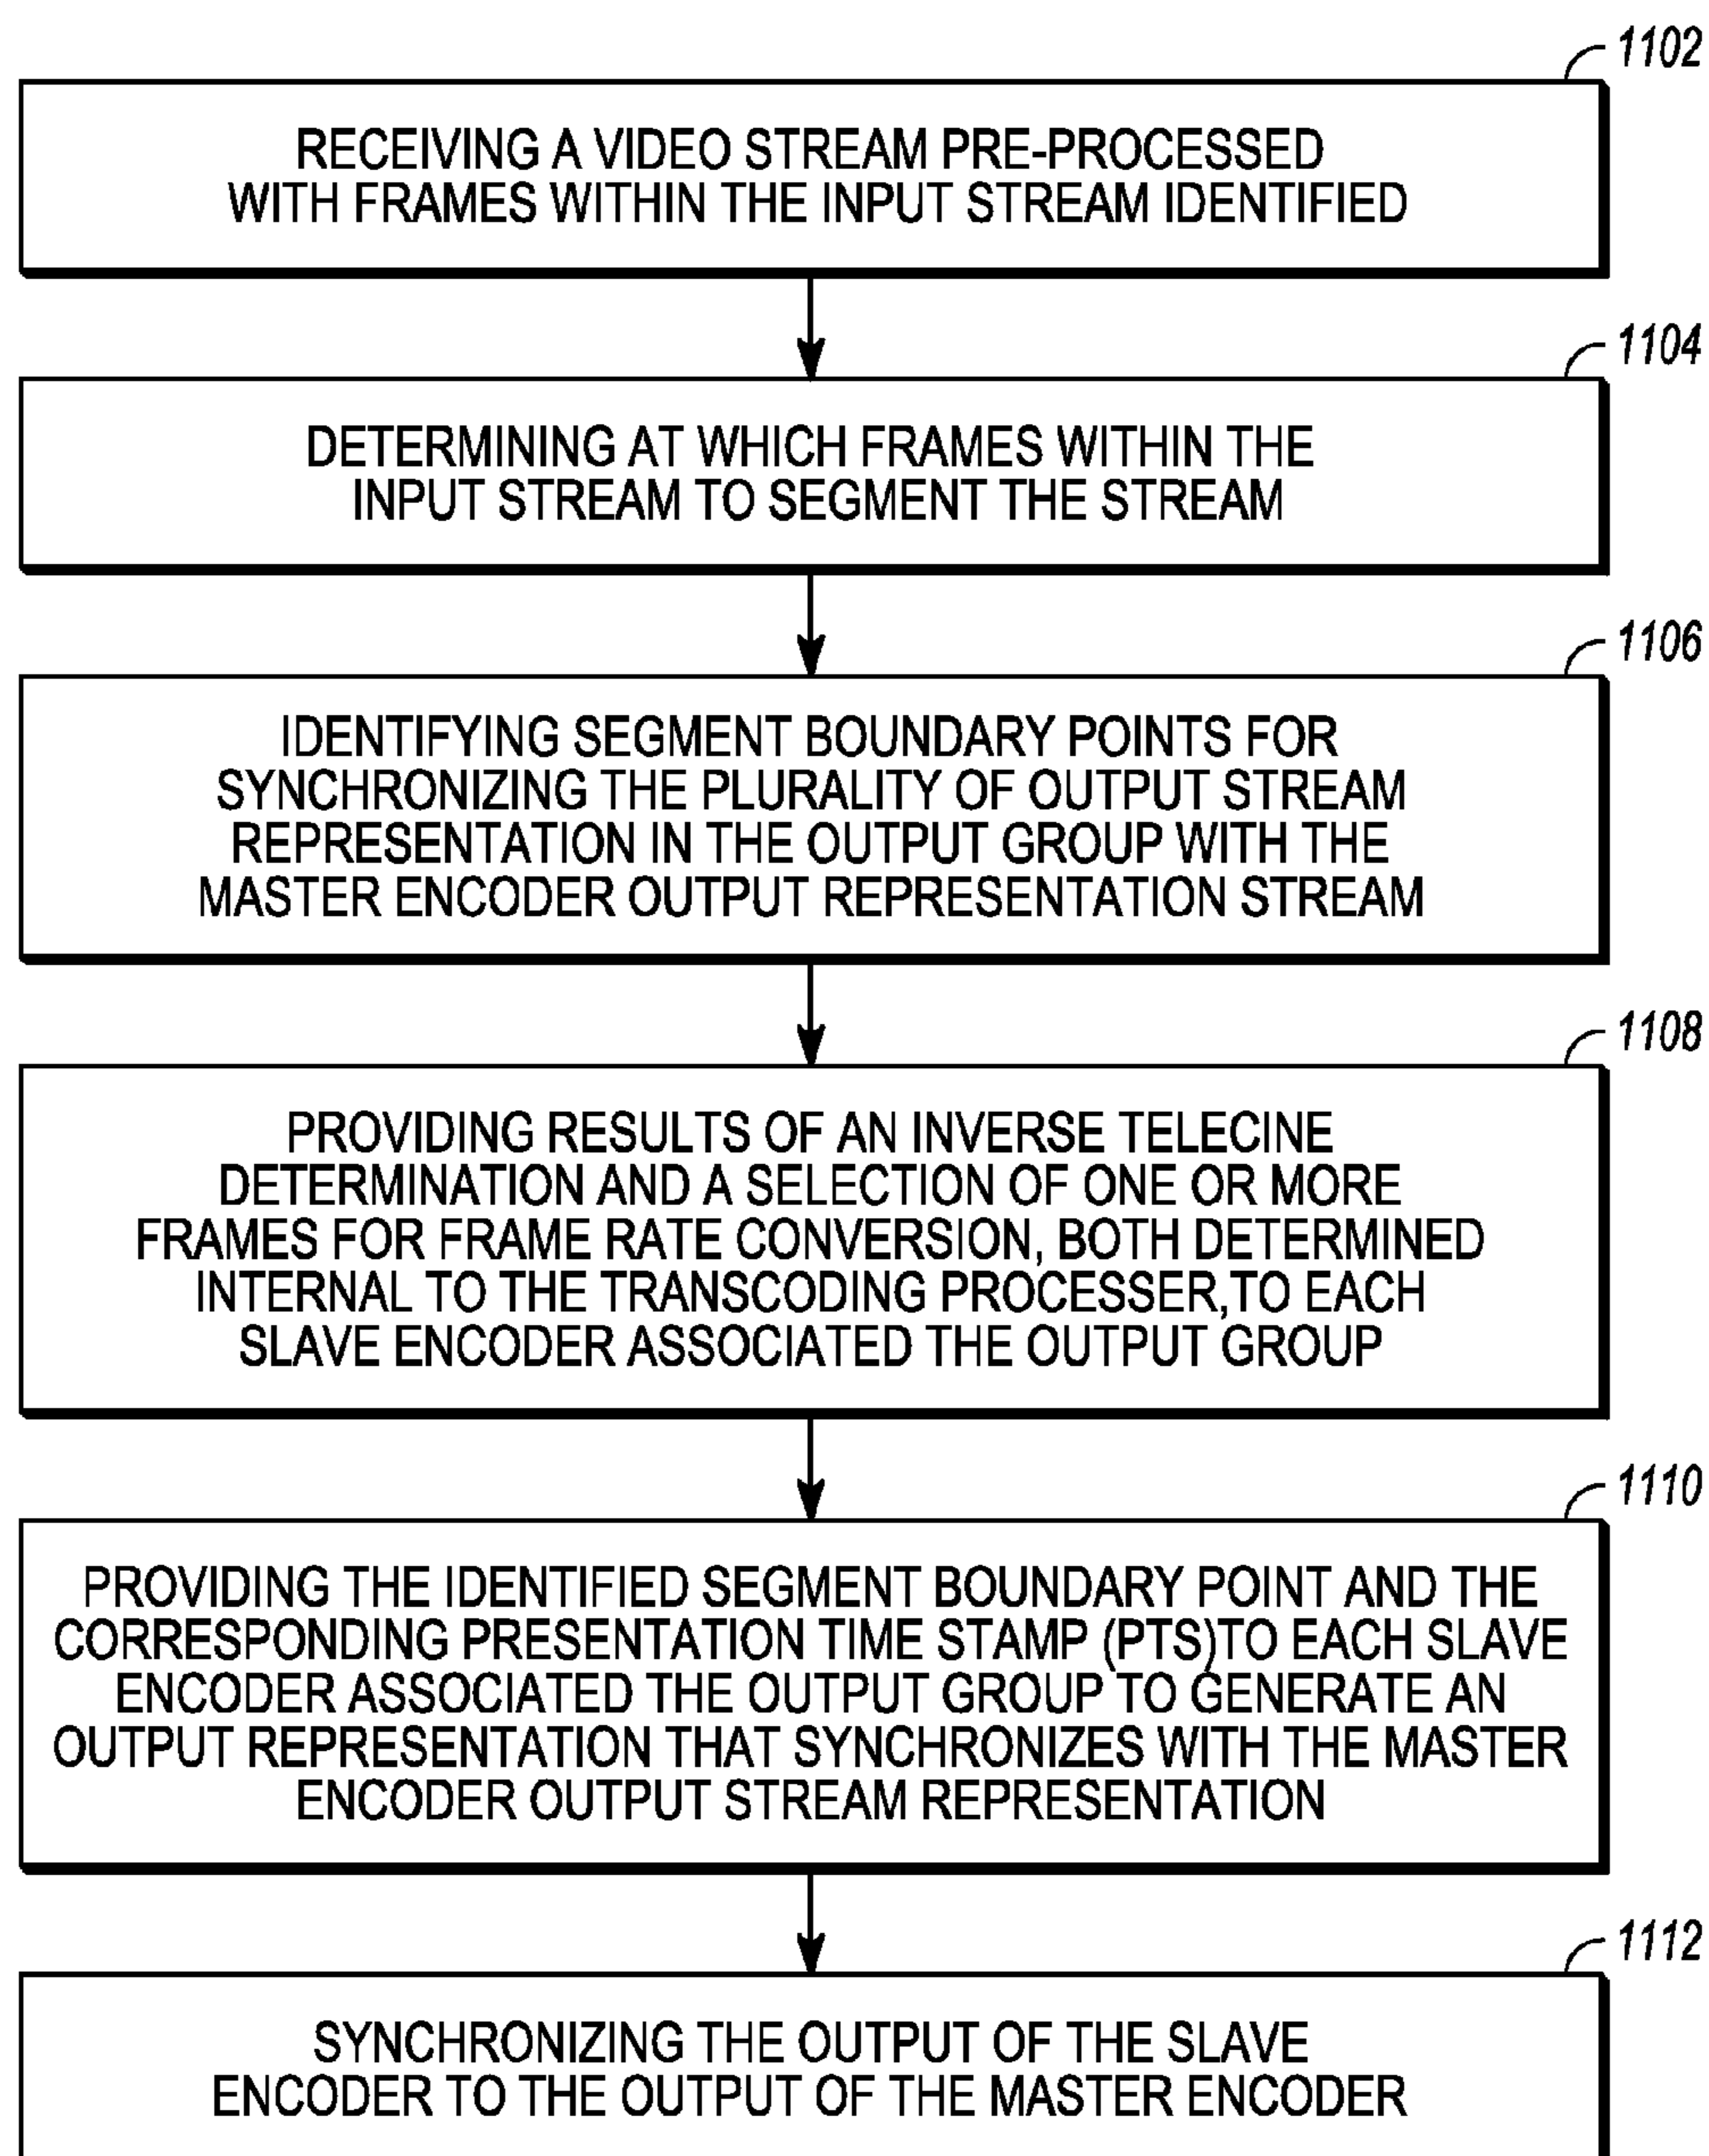 1102
RECEIVING A VIDEO STREAM PRE-PROCESSED
WITH FRAMES WITHIN THE INPUT STREAM IDENTIFIED
1104
DETERMINING AT WHICH FRAMES WITHIN THE
INPUT STREAM TO SEGMENT THE STREAM
1106
IDENTIFYING SEGMENT BOUNDARY POINTS FOR
SYNCHRONIZING THE PLURALITY OF OUTPUT STREAM
REPRESENTATION IN THE OUTPUT GROUP WITH THE
MASTER ENCODER OUTPUT REPRESENTATION STREAM
1108
PROVIDING RESULTS OF AN INVERSE TELECINE
DETERMINATION AND A SELECTION OF ONE OR MORE
FRAMES FOR FRAME RATE CONVERSION, BOTH DETERMINED
INTERNAL TO THE TRANSCODING PROCESSER,TO EACH
SLAVE ENCODER ASSOCIATED THE OUTPUT GROUP
1110
PROVIDING THE IDENTIFIED SEGMENT BOUNDARY POINT AND THE
CORRESPONDING PRESENTATION TIME STAMP (PTS)TO EACH SLAVE
ENCODER ASSOCIATED THE OUTPUT GROUP TO GENERATE AN
OUTPUT REPRESENTATION THAT SYNCHRONIZES WITH THE MASTER
ENCODER OUTPUT STREAM REPRESENTATION
1112
SYNCHRONIZING THE OUTPUT OF THE SLAVE
ENCODER TO THE OUTPUT OF THE MASTER ENCODER